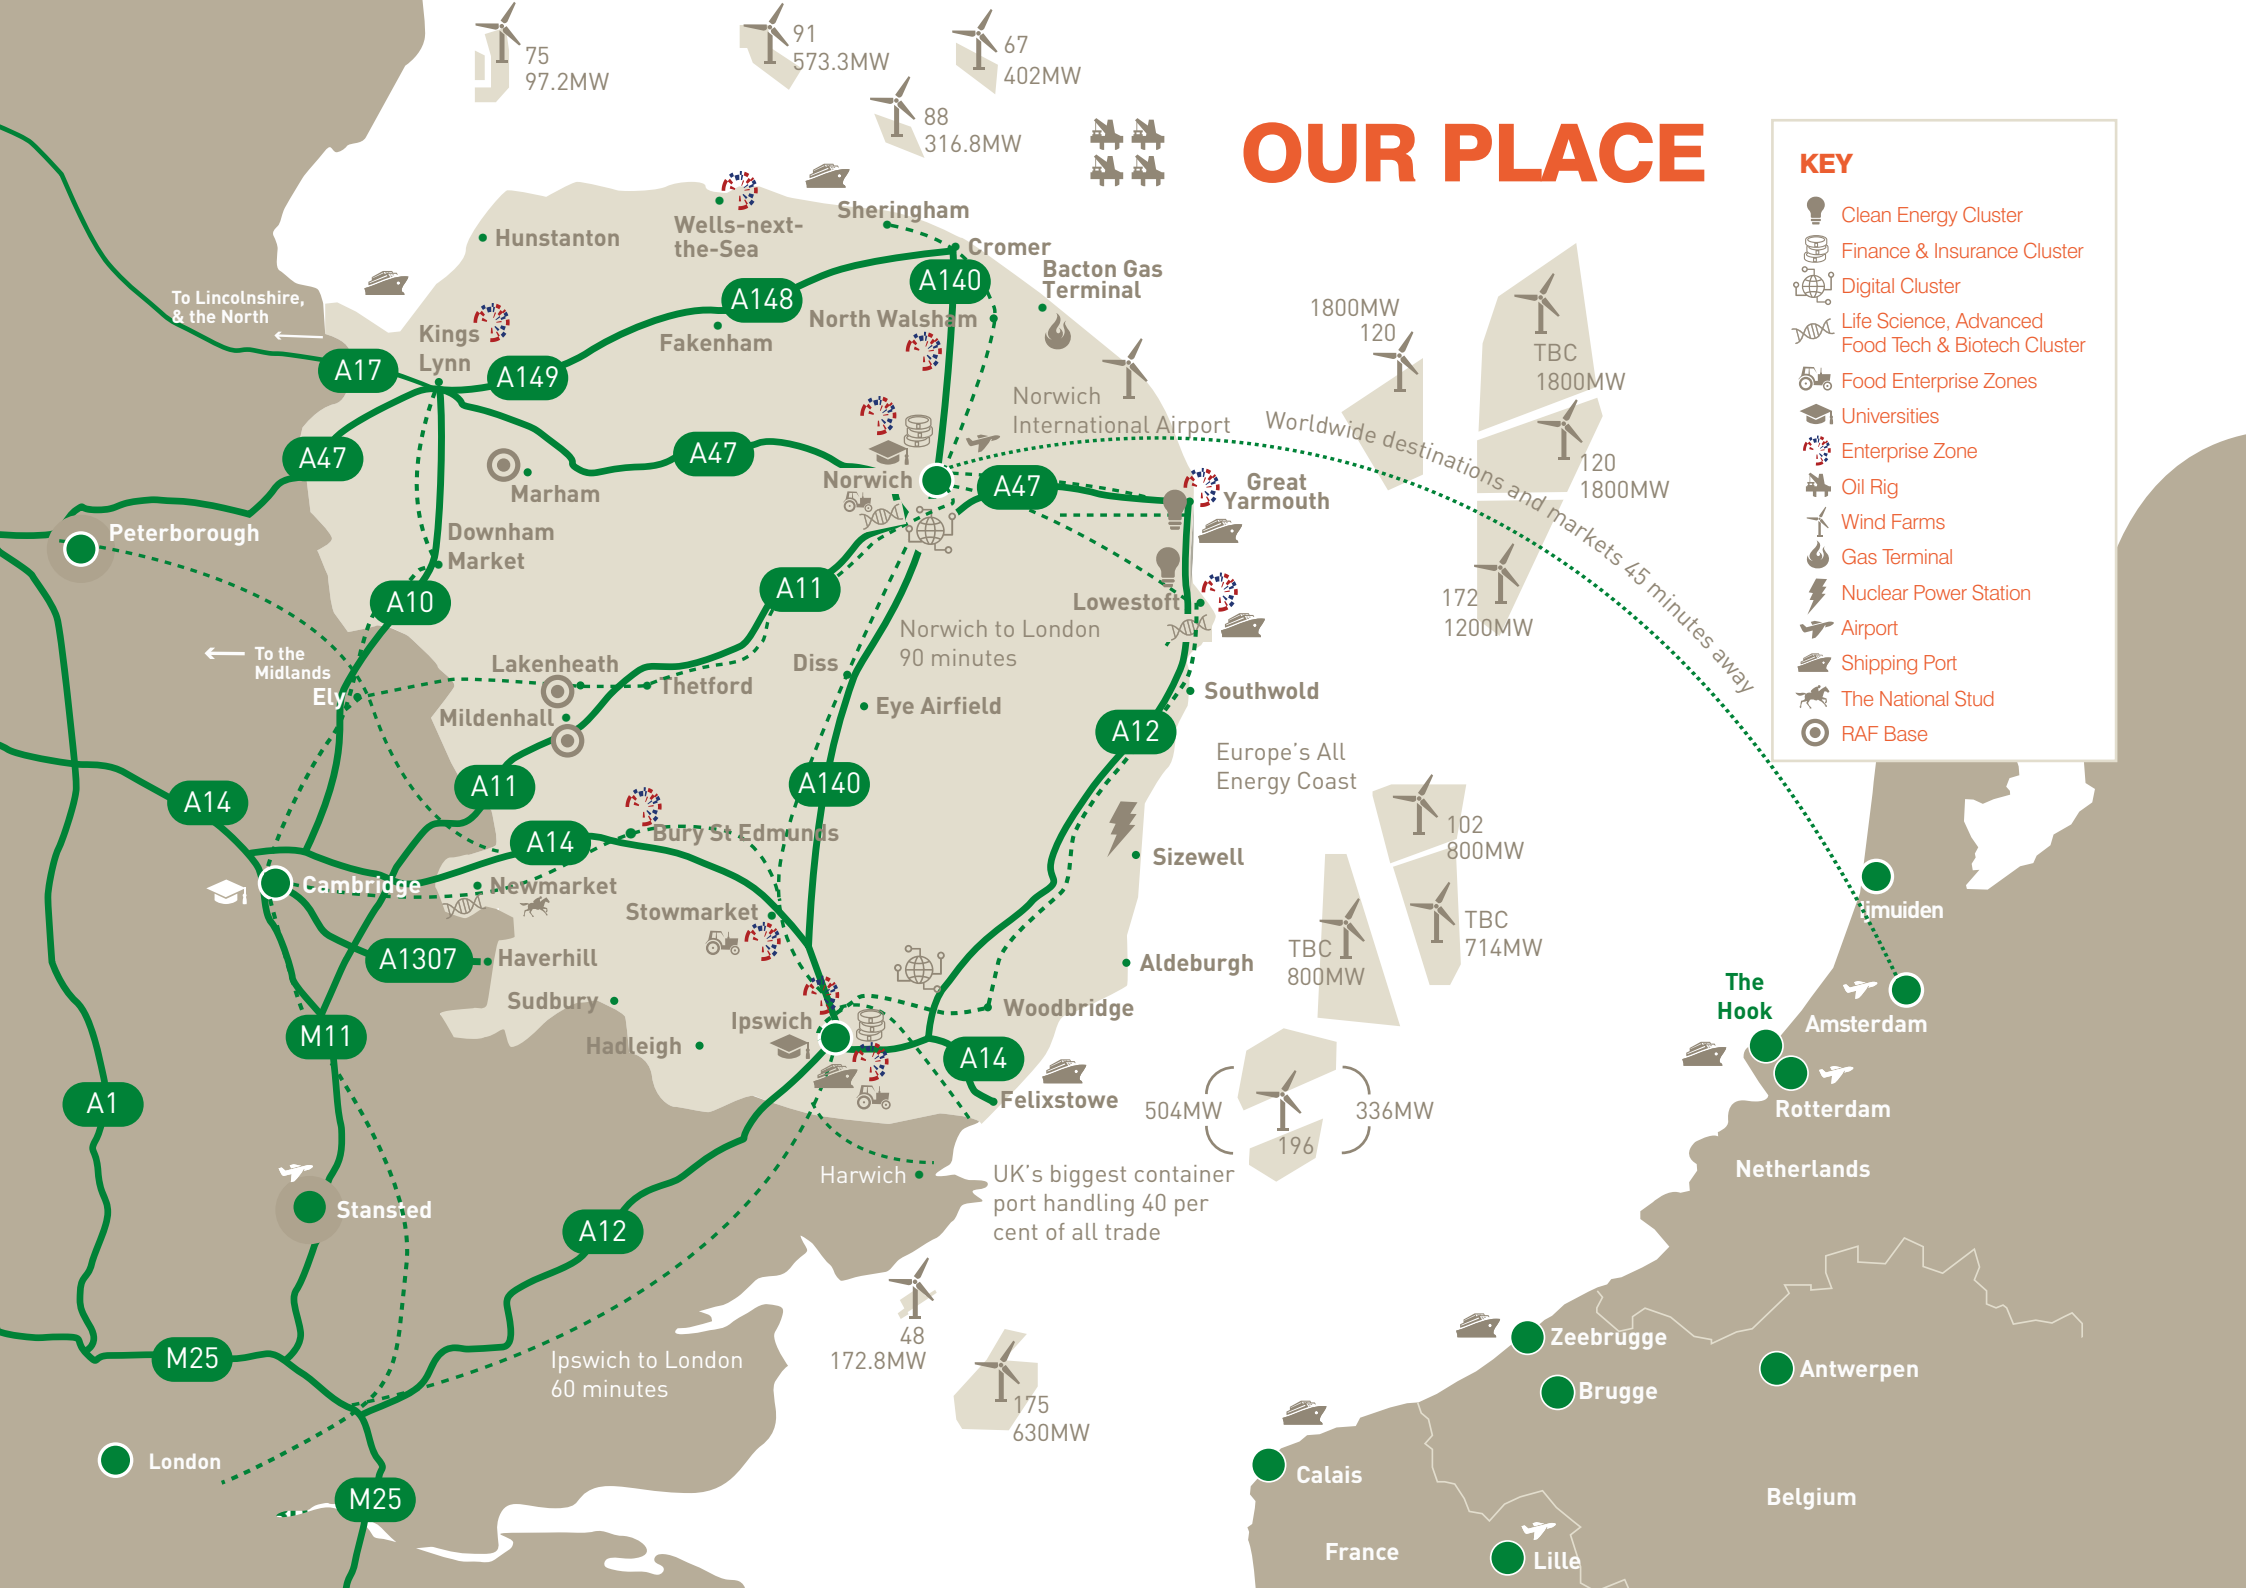 75
97.2MW
91
573.3MW
67
402MW
88
316.8MW
OUR PLACE
KEY
Clean Energy Cluster
Finance & Insurance Cluster
Digital Cluster
Life Science, Advanced
Food Tech & Biotech Cluster
Food Enterprise Zones
Universities
Enterprise Zone
Oil Rig
Wind Farms
Gas Terminal
Nuclear Power Station
Airport
Shipping Port
The National Stud
RAF Base
Hunstanton
Wells-next-
the-Sea
Sheringham
Cromer
Bacton Gas
Terminal
A140
A148
North Walsham
Fakenham
To Lincolnshire,
& the North
Kings
Lynn
A17
A149
1800MW
120
TBC
1800MW
120
1800MW
172
1200MW
Norwich
International Airport
Worldwide destinations and markets 45 minutes away
A47
A47
Marham
Norwich
A47
Great
Yarmouth
Peterborough
Downham
Market
A10
A11
Lowestoft
Norwich to London
90 minutes
To the
Midlands
Ely
Lakenheath
Thetford
Diss
Mildenhall
Eye Airfield
Southwold
A12
Europe's All
Energy Coast
A14
A11
A140
A14
Bury St Edmunds
Sizewell
102
800MW
Cambridge
Newmarket
Stowmarket
TBC
714MW
TBC
800MW
A1307
Haverhill
Aldeburgh
Sudbury
Woodbridge
Ipswich
M11
Hadleigh
A14
Felixstowe
A1
504MW
336MW
196
imuiden
The
Hook
Amsterdam
Rotterdam
Netherlands
Harwich
UK's biggest container
port handling 40 per
cent of all trade
Stansted
A12
48
172.8MW
175
630MW
M25
Ipswich to London
60 minutes
London
M25
Zeebrugge
Brugge
Antwerpen
Calais
Belgium
France
Lille